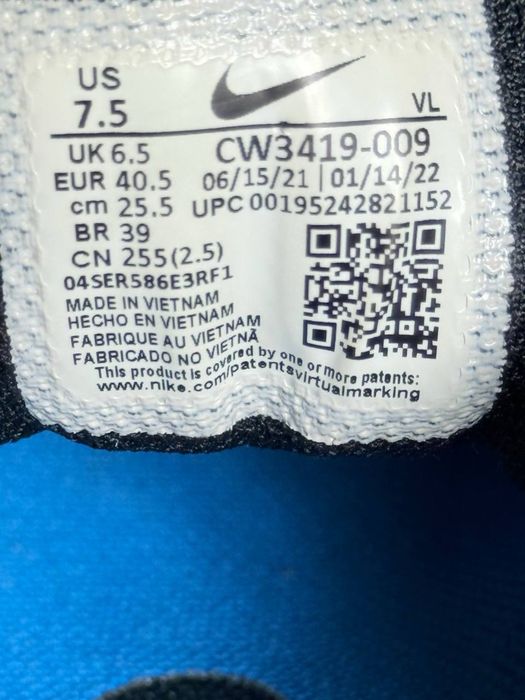 US
7.5
VL
UK 6.5
CW3419-009
EUR 40.5
06/15/21 | 01/14/22
cm 25.5
UPC 00195242821152
BR 39
CN 255(2.5)
04SER586E3RF1
MADE IN VIETNAM
HECHO EN VIETNAM
FABRIQUE AU VIETNAM
FABRICADO NO VIETNÃ
This product is covered by one or more patents:
www.nike.com/patentsvirtualmarking